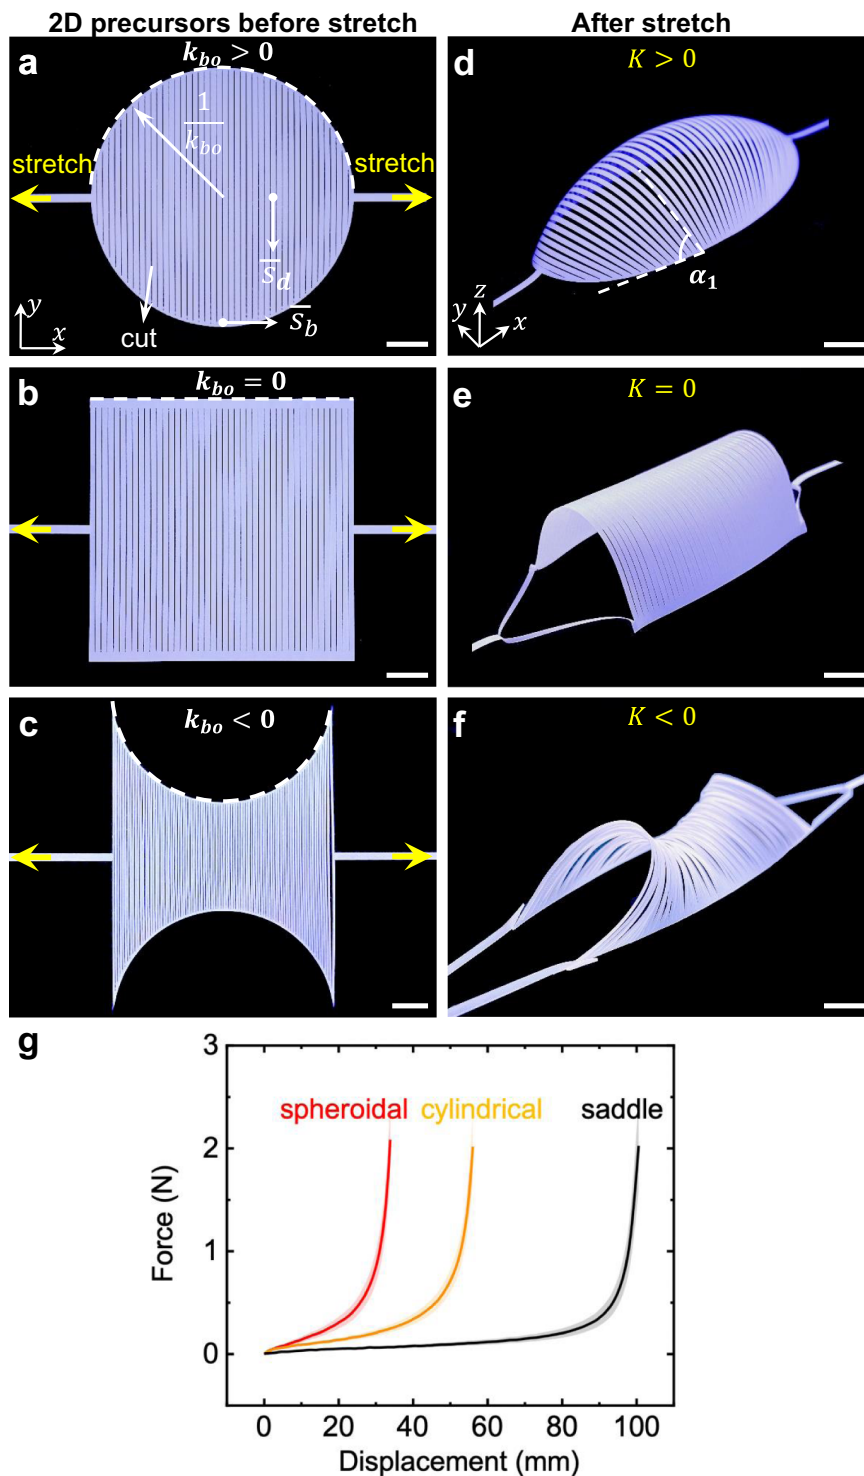 2D precursors before stretch
After stretch
a
k_bo > 0
1
k_bo
stretch
stretch
s_d
s_b
cut
y
x
d
K > 0
α₁
z
y
x
b
k_bo = 0
e
K = 0
c
k_bo < 0
f
K < 0
g
3
2
1
0
Force (N)
spheroidal
cylindrical
saddle
0
20
40
60
80
100
Displacement (mm)